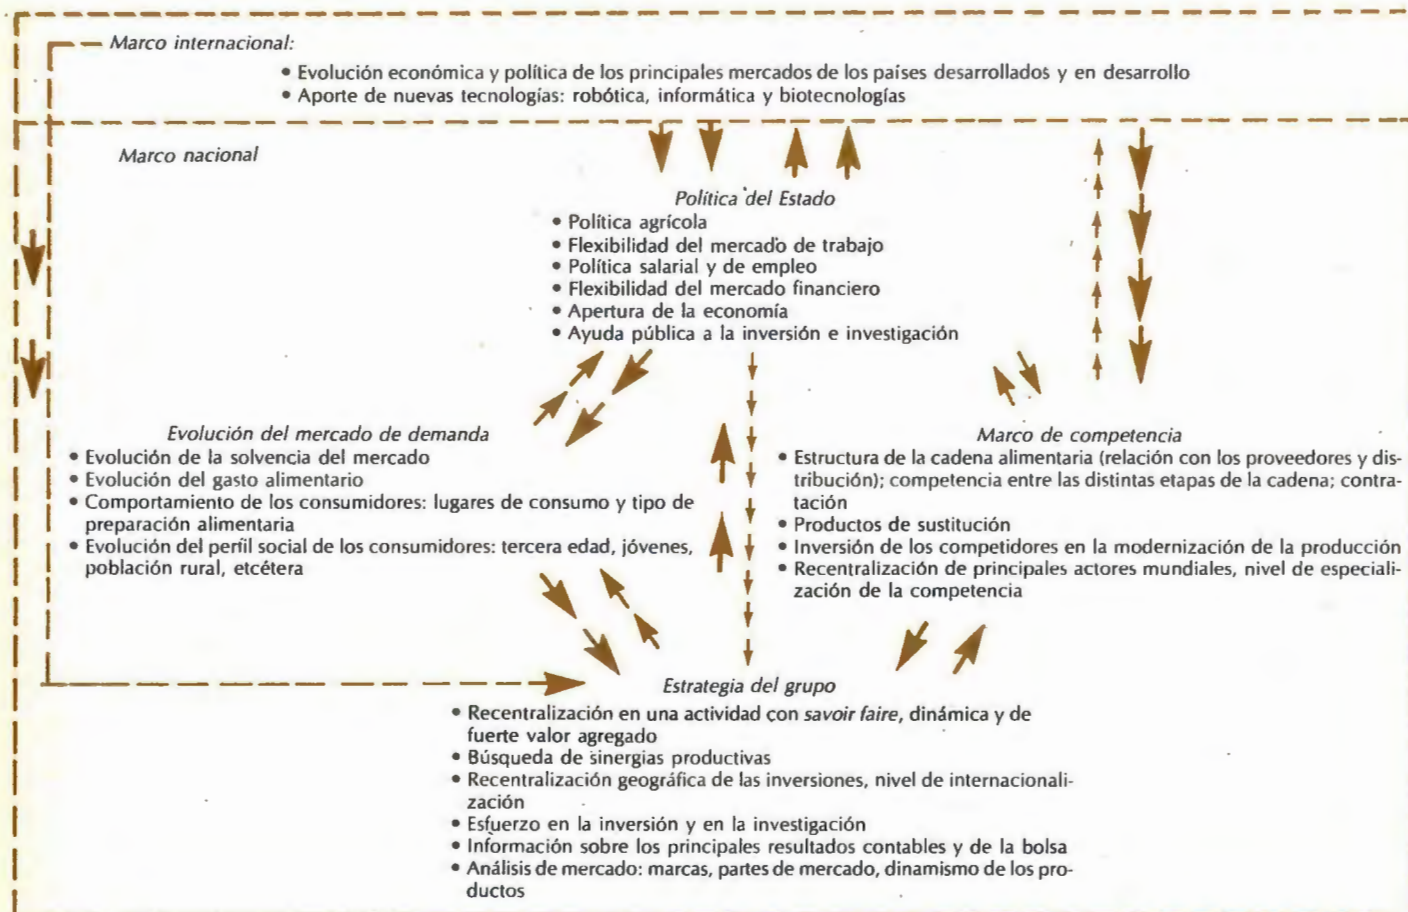 Marco internacional:
• Evolución económica y política de los principales mercados de los países desarrollados y en desarrollo
• Aporte de nuevas tecnologías: robótica, informática y biotecnologías
Marco nacional
Política del Estado
• Política agrícola
• Flexibilidad del mercado de trabajo
• Política salarial y de empleo
• Flexibilidad del mercado financiero
• Apertura de la economía
• Ayuda pública a la inversión e investigación
Evolución del mercado de demanda
• Evolución de la solvencia del mercado
• Evolución del gasto alimentario
• Comportamiento de los consumidores: lugares de consumo y tipo de
preparación alimentaria
• Evolución del perfil social de los consumidores: tercera edad, jóvenes,
población rural, etcétera
Marco de competencia
• Estructura de la cadena alimentaria (relación con los proveedores y dis-
tribución); competencia entre las distintas etapas de la cadena; contra-
tación
• Productos de sustitución
• Inversión de los competidores en la modernización de la producción
• Recentralización de principales actores mundiales, nivel de especiali-
zación de la competencia
Estrategia del grupo
• Recentralización en una actividad con savoir faire, dinámica y de
fuerte valor agregado
• Búsqueda de sinergias productivas
• Recentralización geográfica de las inversiones, nivel de internacionali-
zación
• Esfuerzo en la inversión y en la investigación
• Información sobre los principales resultados contables y de la bolsa
• Análisis de mercado: marcas, partes de mercado, dinamismo de los pro-
ductos